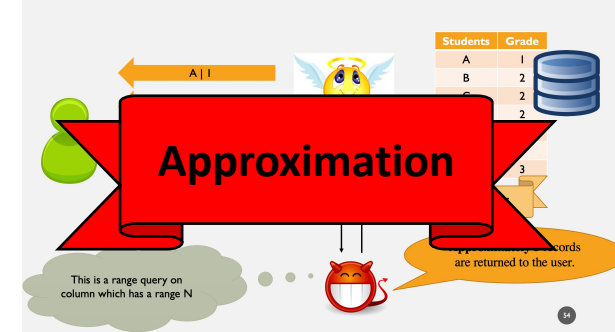 Students Grade
A 1
B 2
2
2
3
A | 1
Approximation
records
are returned to the user.
This is a range query on
column which has a range N
54